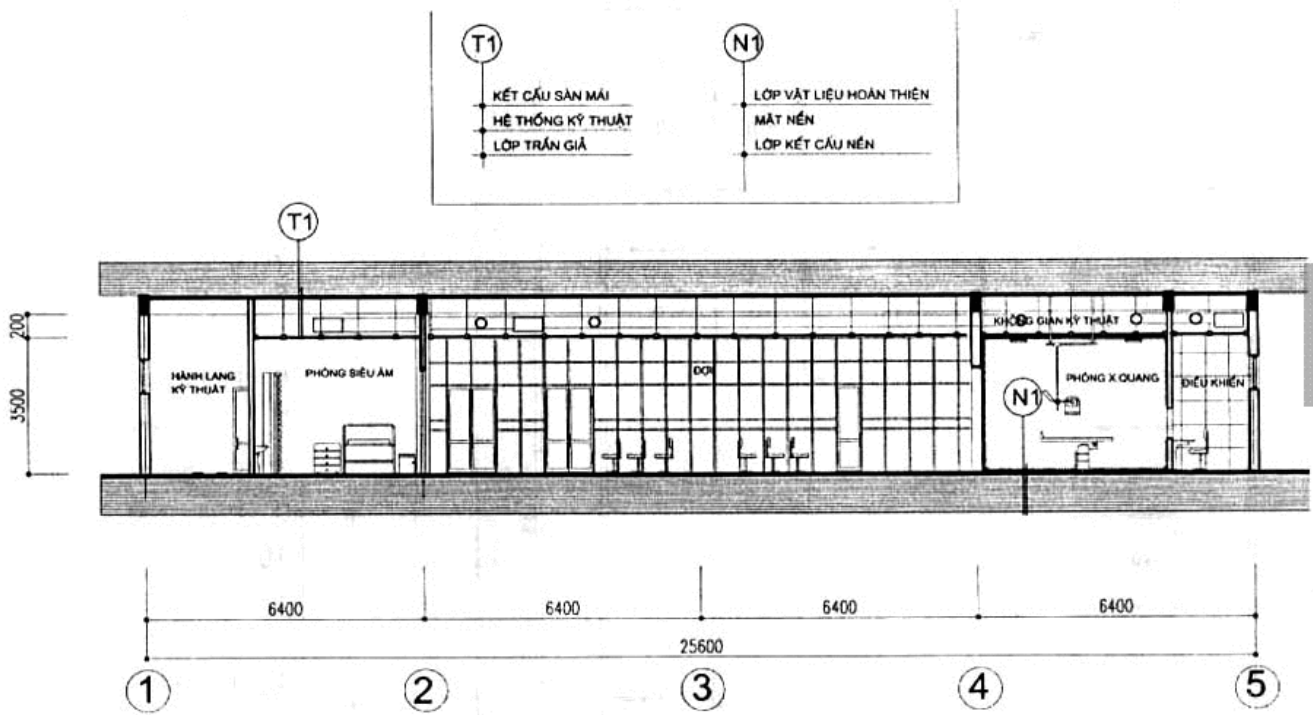 T1
N1
KẾT CẤU SÀN MÁI
LỚP VẬT LIỆU HOÀN THIỆN
HỆ THỐNG KỸ THUẬT
MẶT NỀN
LỚP TRẦN GIẢ
LỚP KẾT CẤU NỀN
T1
1200
KHÔNG GIAN KỸ THUẬT
3500
HÀNH LANG
KỸ THUẬT
PHÒNG SIÊU ÂM
ĐỢI
PHÒNG X QUANG
ĐIỀU KHIỂN
N1
6400
6400
6400
6400
25600
1
2
3
4
5